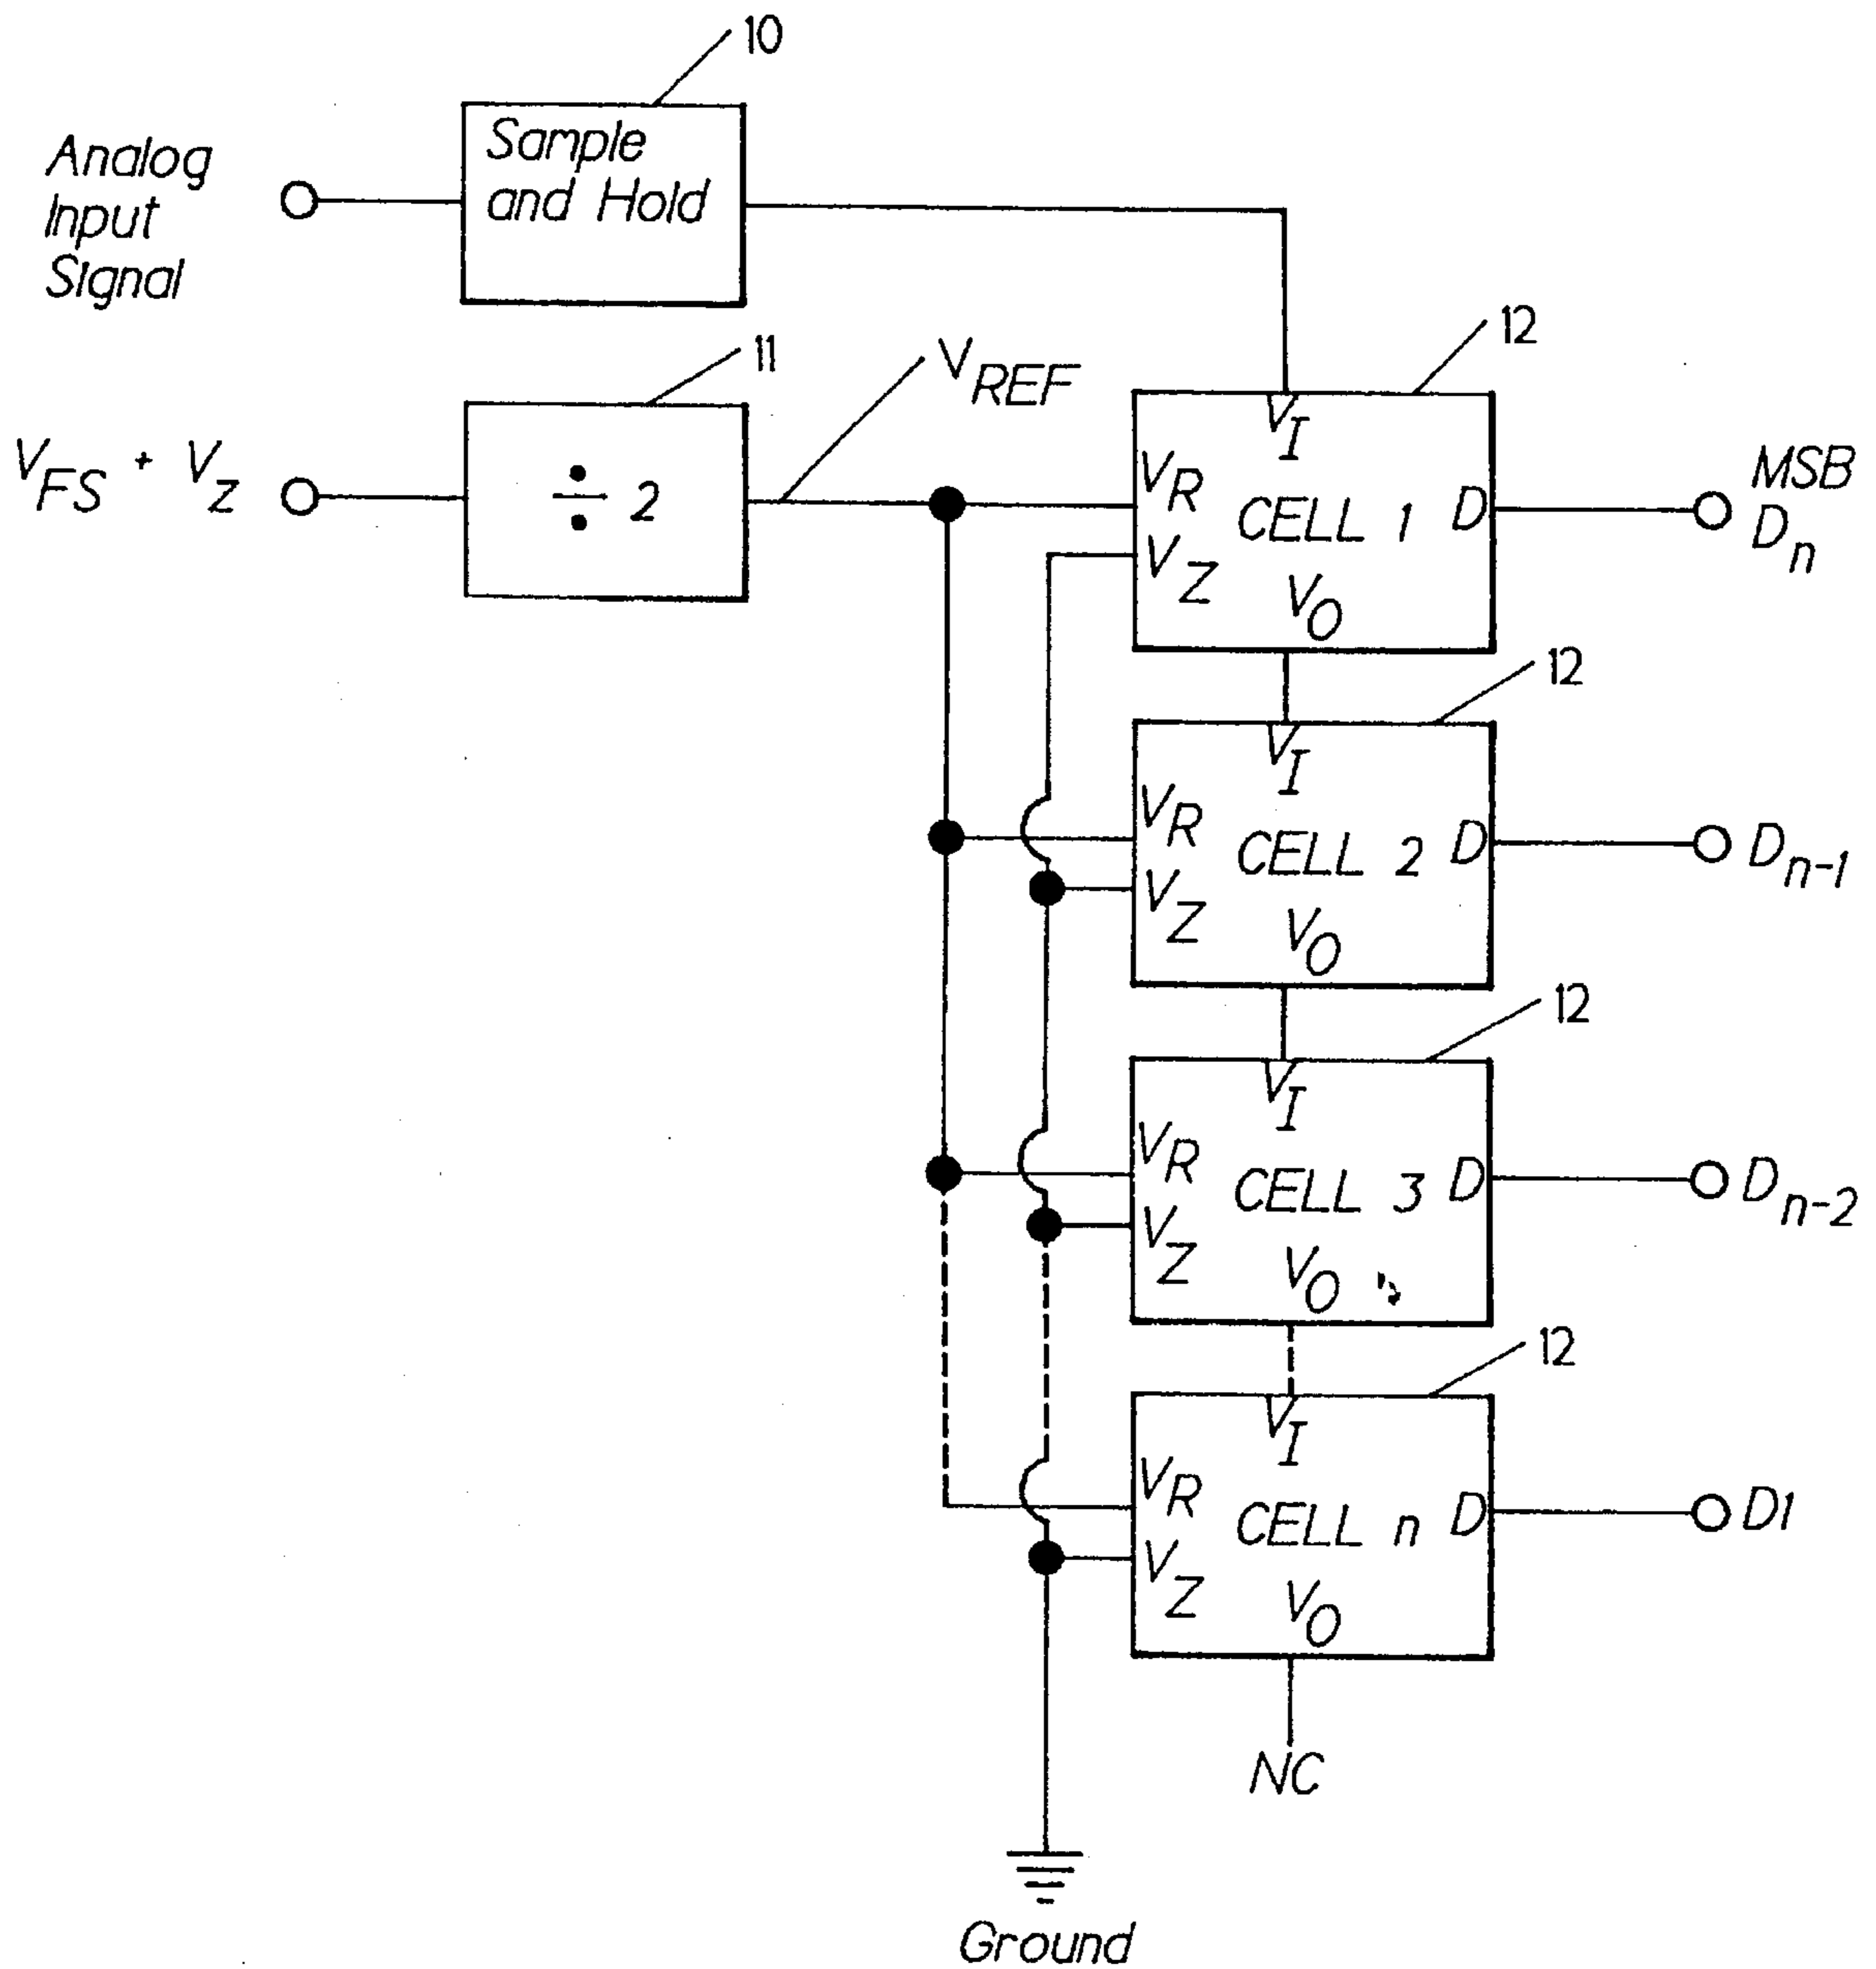 10
Analog
Input
Signal
Sample
and Hold
11
V_FS + V_Z
÷ 2
V_REF
12
V_I
V_R
CELL 1 D
V_Z
V_O
MSB
D_n
12
V_I
V_R
CELL 2 D
V_Z
V_O
D_n-1
12
V_I
V_R
CELL 3 D
V_Z
V_O
D_n-2
12
V_I
V_R
CELL n D
V_Z
V_O
D1
NC
Ground